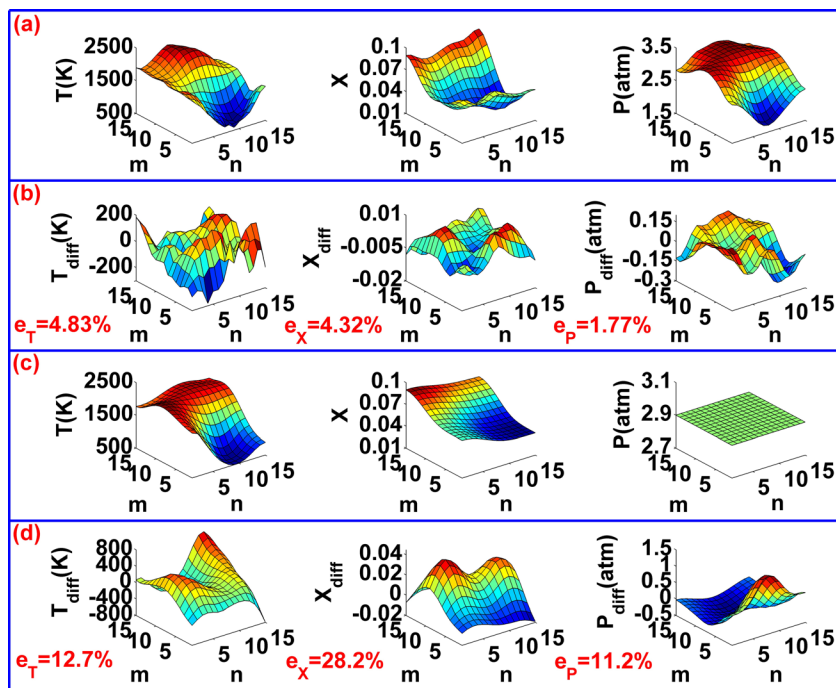 (a)
T(K)
2500
1500
500
15
10
5
m
5
10
15
n
X
0.1
0.07
0.04
0.01
15
10
5
m
5
10
15
n
P(atm)
3.5
2.5
1.5
15
10
5
m
5
10
15
n
(b)
T_diff(K)
200
0
-200
15
10
5
m
5
10
15
n
e_T=4.83%
X_diff
0.01
-0.005
-0.02
15
10
5
m
5
10
15
n
e_X=4.32%
P_diff(atm)
0.15
0
-0.15
-0.3
15
10
5
m
5
10
15
n
e_P=1.77%
(c)
T(K)
2500
1500
500
15
10
5
m
5
10
15
n
X
0.1
0.07
0.04
0.01
15
10
5
m
5
10
15
n
P(atm)
3.1
2.9
2.7
15
10
5
m
5
10
15
n
(d)
T_diff(K)
800
400
0
-400
-800
15
10
5
m
5
10
15
n
e_T=12.7%
X_diff
0.04
0.02
0
-0.02
15
10
5
m
5
10
15
n
e_X=28.2%
P_diff(atm)
1.5
1
0.5
0
-0.5
15
10
5
m
5
10
15
n
e_P=11.2%